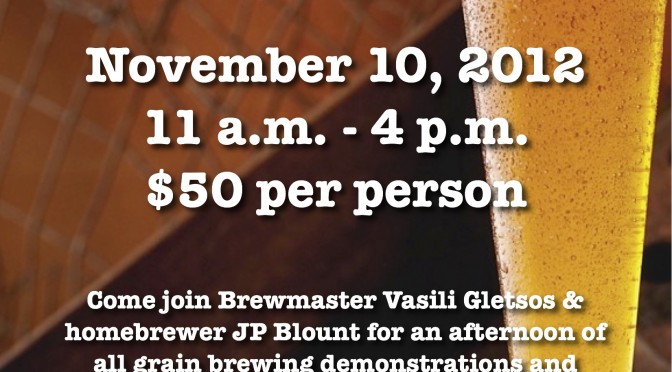 November 10, 2012
11 a.m. - 4 p.m.
$50 per person
Come join Brewmaster Vasili Gletsos &
homebrewer JP Blount for an afternoon of
all grain brewing demonstrations and